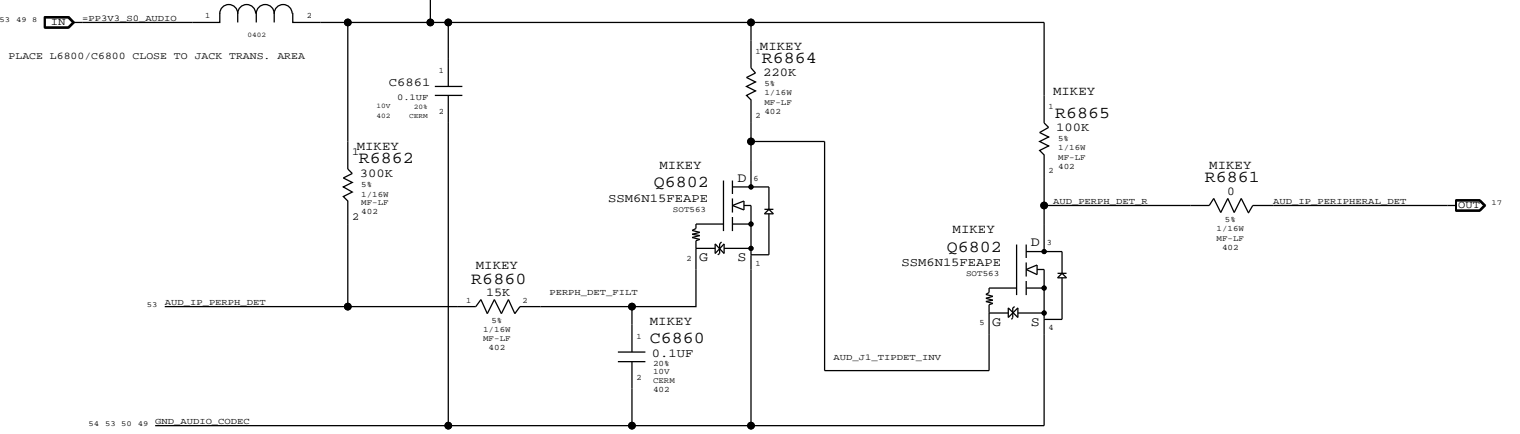 53 49 8 IN =PP3V3_S0_AUDIO 1 2
0402
PLACE L6800/C6800 CLOSE TO JACK TRANS. AREA
1
C6861
0.1UF
10V 20%
402 CERM
2
1
MIKEY
R6862
300K
5%
1/16W
MF-LF
402
2
1
MIKEY
R6864
220K
5%
1/16W
MF-LF
402
2
MIKEY
Q6802
SSM6N15FEAPE
SOT563
D 6
2 G S 1
MIKEY
1
R6865
100K
5%
1/16W
MF-LF
402
2
MIKEY
R6861
0
5%
1/16W
MF-LF
402
AUD_PERPH_DET_R
AUD_IP_PERIPHERAL_DET
OUT 17
MIKEY
Q6802
SSM6N15FEAPE
SOT563
D 3
5 G S 4
53 AUD_IP_PERPH_DET
MIKEY
R6860
15K
1 2
5%
1/16W
MF-LF
402
PERPH_DET_FILT
MIKEY
1
C6860
0.1UF
20%
10V
CERM
402
2
AUD_J1_TIPDET_INV
54 53 50 49 GND_AUDIO_CODEC